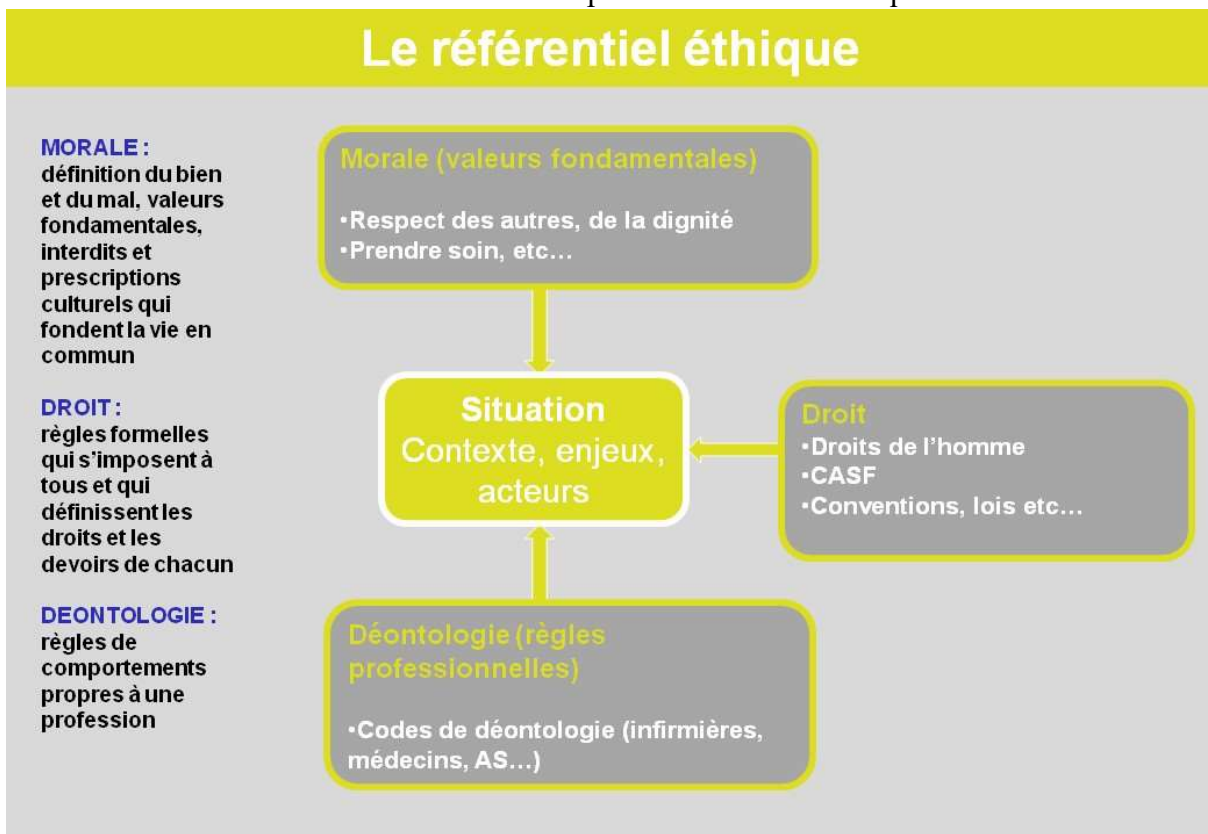 Le référentiel éthique
MORALE :
définition du bien
et du mal, valeurs
fondamentales,
interdits et
prescriptions
culturels qui
fondent la vie en
commun
DROIT :
règles formelles
qui s'imposent à
tous et qui
définissent les
droits et les
devoirs de chacun
DEONTOLOGIE :
règles de
comportements
propres à une
profession
Morale (valeurs fondamentales)
•Respect des autres, de la dignité
•Prendre soin, etc…
Situation
Contexte, enjeux,
acteurs
Droit
•Droits de l'homme
•CASF
•Conventions, lois etc…
Déontologie (règles
professionnelles)
•Codes de déontologie (infirmières,
médecins, AS…)